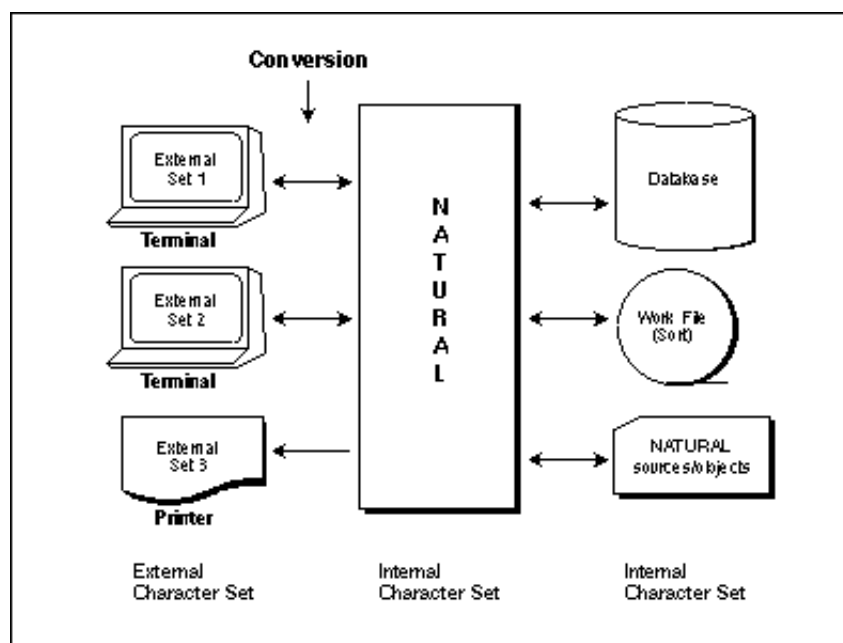 Conversion
External
Set 1
Terminal
External
Set 2
Terminal
External
Set 3
Printer
NATURAL
Database
Work File
(Sort)
NATURAL
sources/objects
External
Character Set
Internal
Character Set
Internal
Character Set